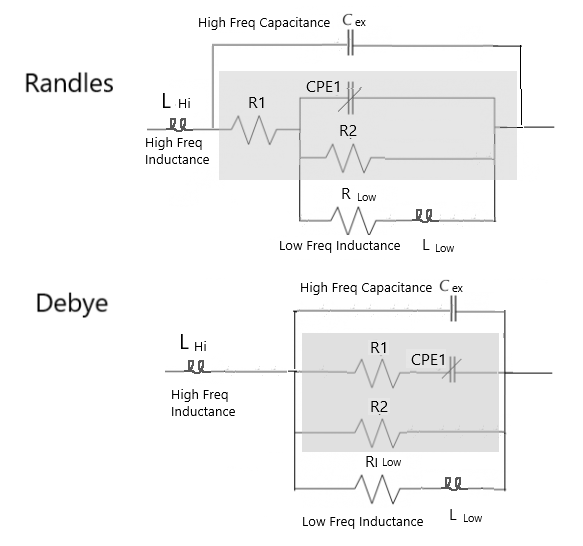 High Freq Capacitance C ex
Randles
CPE1
L Hi
R1
High Freq
Inductance
R2
R Low
Low Freq Inductance L Low
High Freq Capacitance C ex
Debye
L Hi
R1
CPE1
High Freq
Inductance
R2
RI Low
Low Freq Inductance L Low